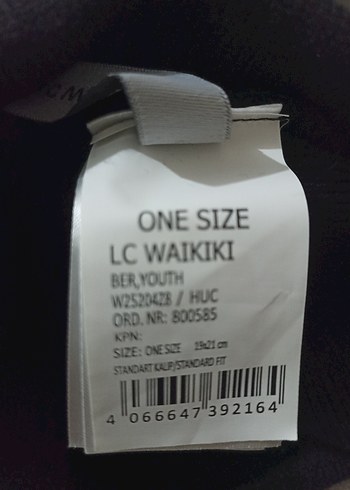 ONE SIZE
LC WAIKIKI
BER,YOUTH
W25204Z8 / HUC
ORD. NR: 800585
KPN:
SIZE: ONE SIZE 19x21 cm
STANDART KALIP/STANDARD FIT
4 066647 392164